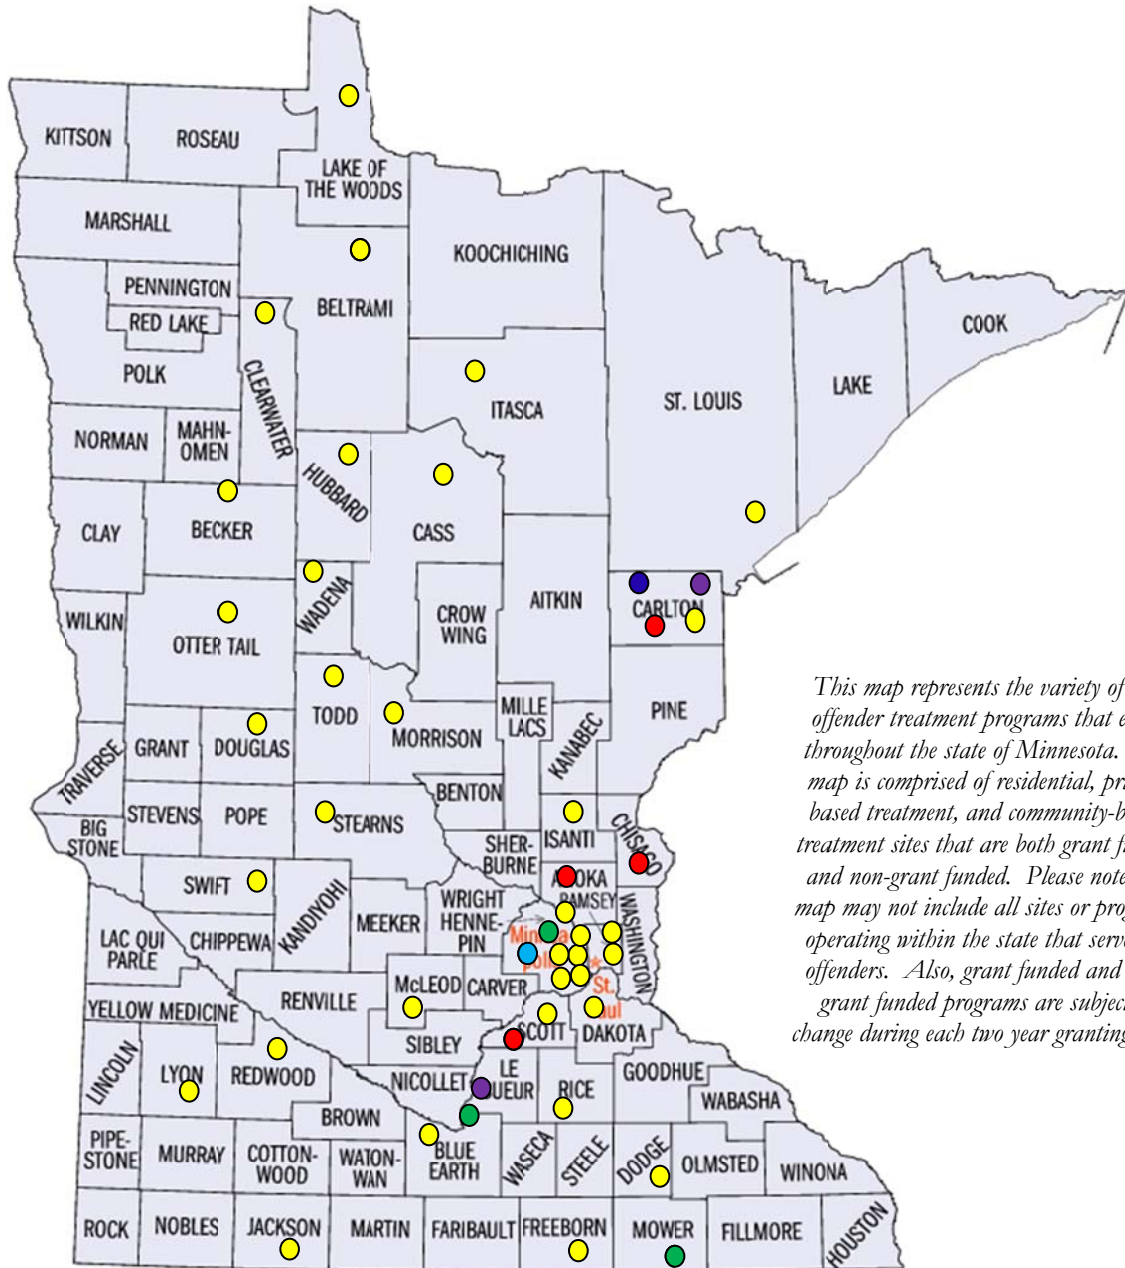 KITTSON
ROSEAU
LAKE OF
THE WOODS
MARSHALL
KOOCHICHING
PENNINGTON
BELTRAMI
RED LAKE
COOK
POLK
CLEARWATER
ITASCA
ST. LOUIS
LAKE
NORMAN
MAHN-
OMEN
HUBBARD
CLAY
BECKER
CASS
WADENA
AITKIN
CARLTON
WILKIN
CROW
WING
OTTER TAIL
TODD
MILLE
LACS
PINE
MORRISON
KANABEC
GRANT
DOUGLAS
TRAVERSE
BENTON
STEVENS
POPE
STEARNS
BIG
STONE
SHER-
BURNE
ISANTI
CHISAGO
SWIFT
KANDIYOHI
ANOKA
RAMSEY
WRIGHT
HENNE-
PIN
MEEKER
WASHINGTON
LAC QUI
PARLE
CHIPPEWA
McLEOD
CARVER
St.
RENVILLE
YELLOW MEDICINE
SCOTT
DAKOTA
SIBLEY
LINCOLN
LYON
REDWOOD
NICOLLET
LE
SUEUR
RICE
GOODHUE
WABASHA
BROWN
PIPE-
STONE
MURRAY
COTTON-
WOOD
WATON-
WAN
BLUE
EARTH
WASECA
STEELE
DODGE
OLMSTED
WINONA
ROCK
NOBLES
JACKSON
MARTIN
FARIBAULT
FREEBORN
MOWER
FILLMORE
HOUSTON
This map represents the variety of
offender treatment programs that
throughout the state of Minnesota.
map is comprised of residential,
based treatment, and
treatment sites that are both grant
and non-grant funded. Please note
map may not include all sites or
operating within the state that
offenders. Also, grant funded and
grant funded programs are
change during each two year granting